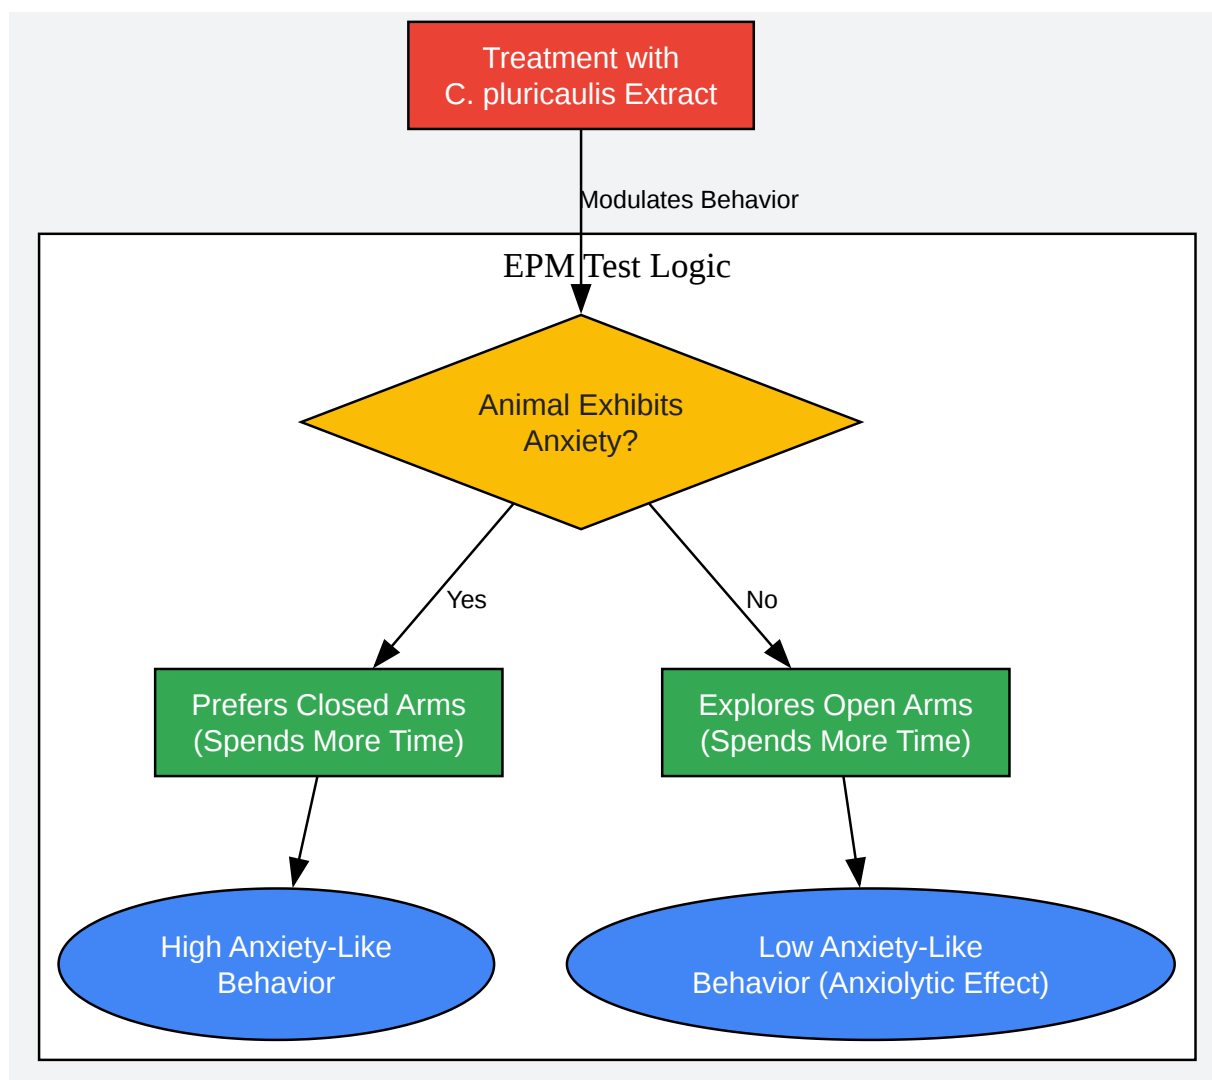 Treatment with
C. pluricaulis Extract
Modulates Behavior
EPM Test Logic
Animal Exhibits
Anxiety?
Yes
No
Prefers Closed Arms
(Spends More Time)
Explores Open Arms
(Spends More Time)
High Anxiety-Like
Behavior
Low Anxiety-Like
Behavior (Anxiolytic Effect)